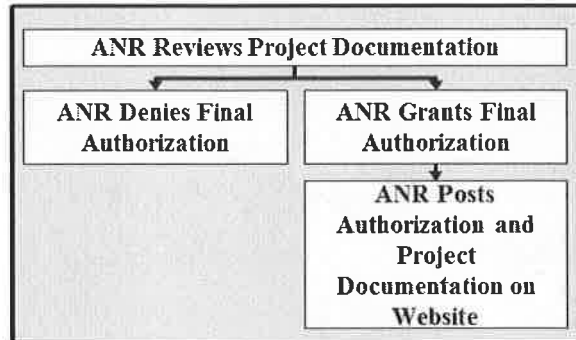 ANR Reviews Project Documentation
ANR Denies Final
Authorization
ANR Grants Final
Authorization
ANR Posts
Authorization and
Project
Documentation on
Website